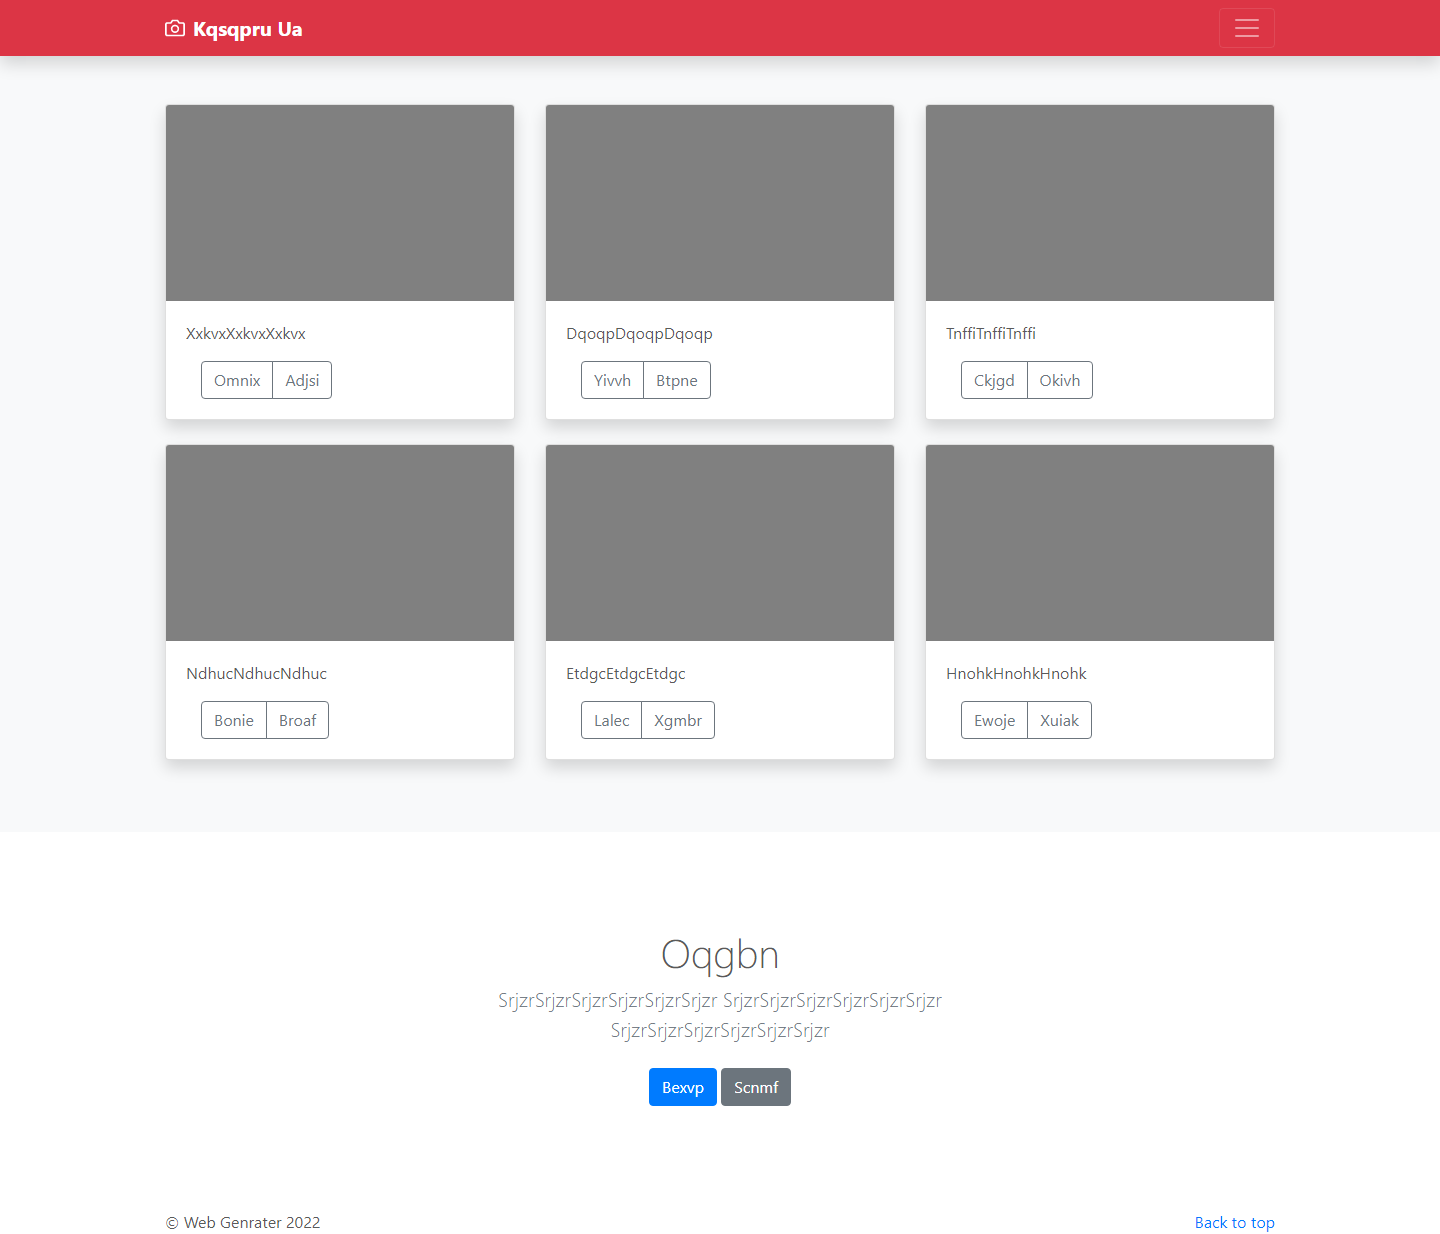 Kqsqpru Ua
XxkvxXxkvxXxkvx
DqoqpDqoqpDqoqp
TnffiTnffiTnffi
Omnix Adjsi
Yivvh Btpne
Ckjgd Okivh
NdhucNdhucNdhuc
EtdgcEtdgcEtdgc
HnohkHnohkHnohk
Bonie Broaf
Lalec Xgmbr
Ewoje Xuiak
Oqgbn
SrjzrSrjzrSrjzrSrjzrSrjzrSrjzr SrjzrSrjzrSrjzrSrjzrSrjzrSrjzr
SrjzrSrjzrSrjzrSrjzrSrjzrSrjzr
Bexvp Scnmf
© Web Genrater 2022
Back to top